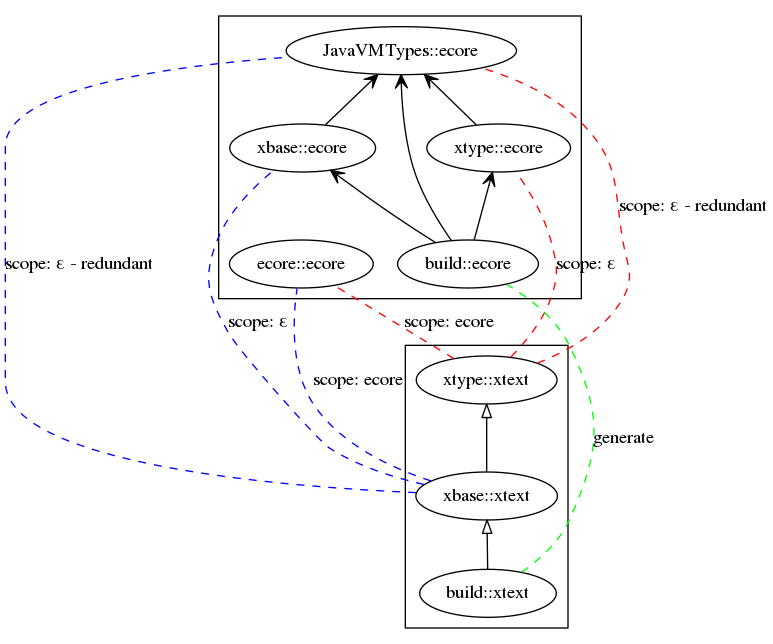 JavaVMTypes::ecore
xbase::ecore
xtype::ecore
scope: ε - redundant
scope: ε - redundant
ecore::ecore
build::ecore
scope: ε
scope: ε
scope: ecore
scope: ecore
xtype::xtext
generate
xbase::xtext
build::xtext